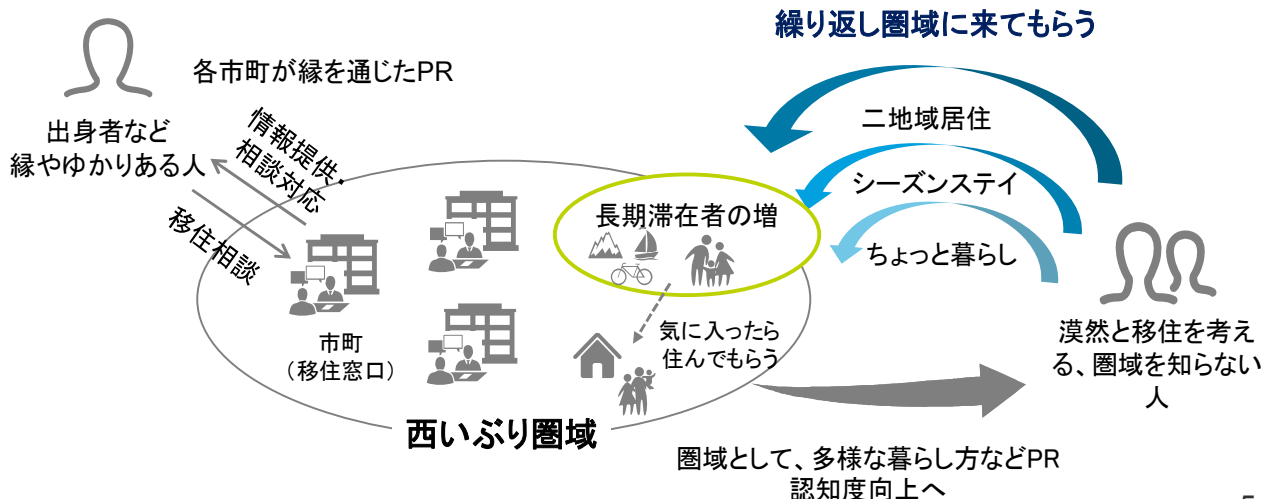 繰り返し圏域に来てもらう
各市町が縁を通じたPR
出身者など
縁やゆかりある人
情報提供・
相談対応
移住相談
二地域居住
シーズンステイ
ちょっと暮らし
長期滞在者の増
市町
（移住窓口）
気に入ったら
住んでもらう
漠然と移住を考え
る、圏域を知らない
人
西いぶり圏域
圏域として、多様な暮らし方などPR
認知度向上へ
5